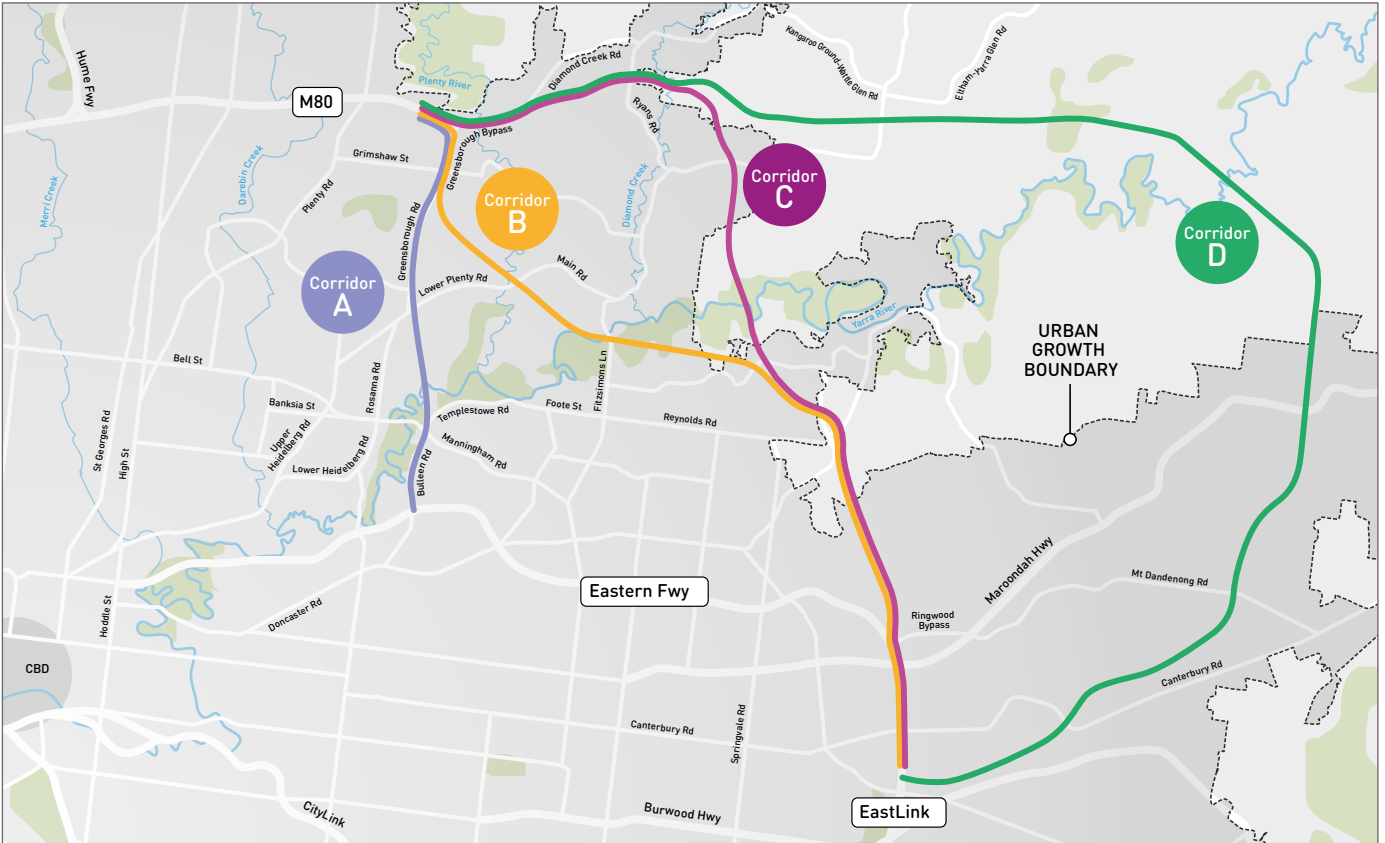 Hume Fwy
Merri Creek
M80
Darebin Creek
Plenty River
Diamond Creek Rd
Kangaroo Ground-Wattle Glen Rd
Eltham-Yarra Glen Rd
Ryans Rd
Greensborough Bypass
Grimshaw St
Plenty Rd
Greensborough Rd
Diamond Creek
Corridor
A
Corridor
B
Corridor
C
Corridor
D
Main Rd
Lower Plenty Rd
Yarra River
URBAN
GROWTH
BOUNDARY
Bell St
Rosanna Rd
Fitzsimons Ln
Banksia St
Templestowe Rd
Foote St
Reynolds Rd
St Georges Rd
High St
Upper
Heidelberg Rd
Lower Heidelberg Rd
Bulleen Rd
Manningham Rd
Eastern Fwy
Maroondah Hwy
Mt Dandenong Rd
Ringwood
Bypass
Hoddle St
Doncaster Rd
CBD
Canterbury Rd
Canterbury Rd
Springvale Rd
CityLink
Burwood Hwy
EastLink